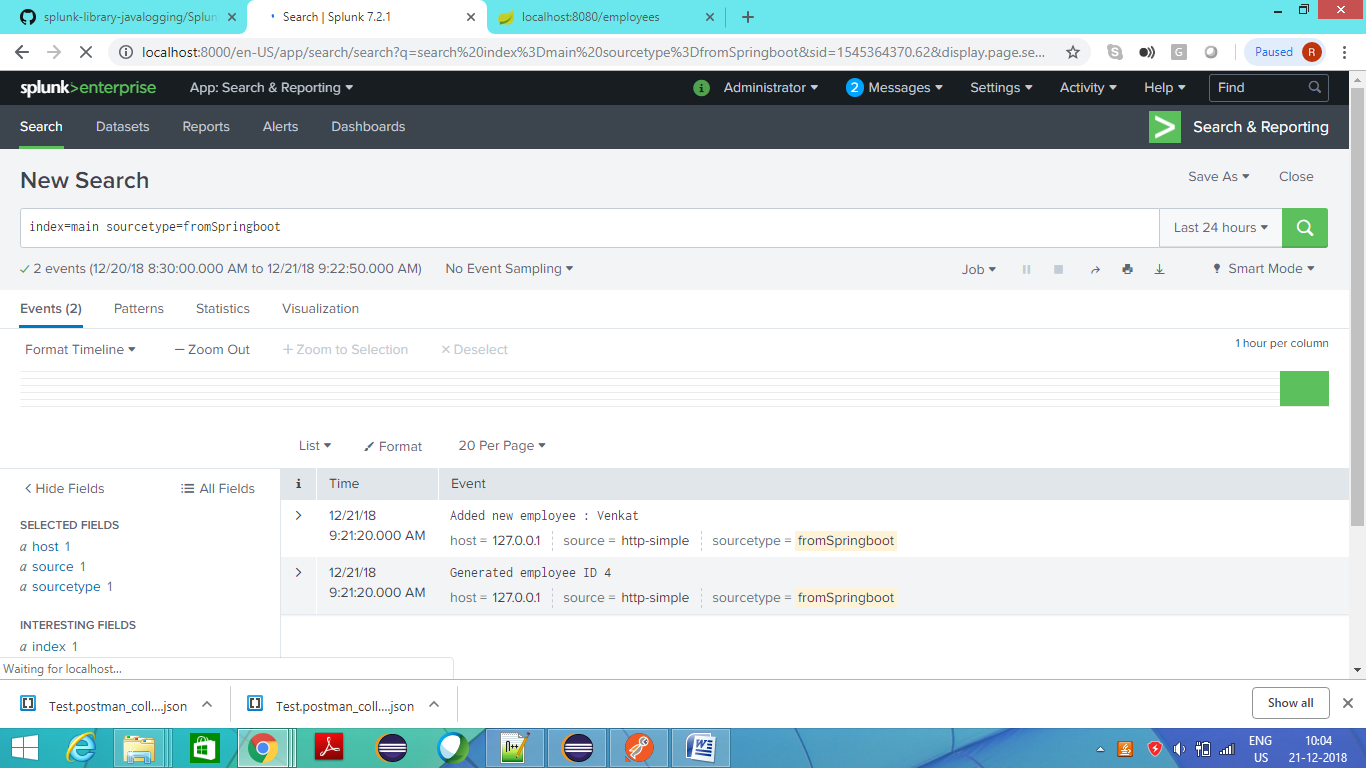 splunk-library-javalogging/Splun
Search | Splunk 7.2.1
localhost:8080/employees
localhost:8000/en-US/app/search/search?q=search%20index%3Dmain%20sourcetype%3DfromSpringboot&sid=1545364370.62&display.page.se...
G
Paused R
splunk>enterprise App: Search & Reporting i Administrator 2 Messages Settings Activity Help Find
Search Datasets Reports Alerts Dashboards > Search & Reporting
New Search Save As Close
index=main sourcetype=fromSpringboot Last 24 hours
2 events (12/20/18 8:30:00.000 AM to 12/21/18 9:22:50.000 AM) No Event Sampling Job Smart Mode
Events (2) Patterns Statistics Visualization
Format Timeline — Zoom Out + Zoom to Selection × Deselect 1 hour per column
List Format 20 Per Page
< Hide Fields All Fields
i Time Event
SELECTED FIELDS
a host 1
a source 1
a sourcetype 1
INTERESTING FIELDS
a index 1
> 12/21/18 9:21:20.000 AM
Added new employee : Venkat
host = 127.0.0.1 source = http-simple sourcetype = fromSpringboot
> 12/21/18 9:21:20.000 AM
Generated employee ID 4
host = 127.0.0.1 source = http-simple sourcetype = fromSpringboot
Waiting for localhost...
Test.postman_coll....json Test.postman_coll....json Show all
N++ W ENG US 10:04 21-12-2018